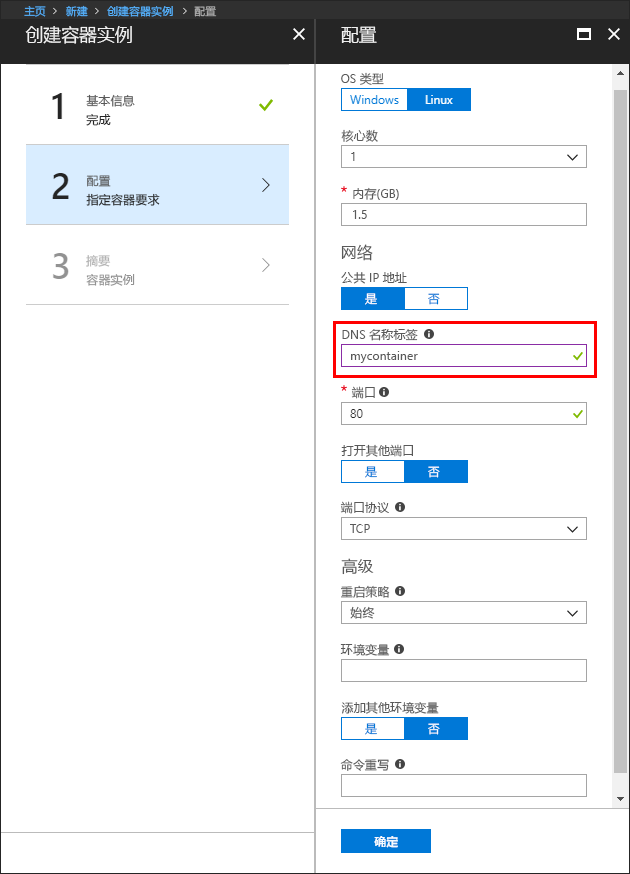 主页 > 新建 > 创建容器实例 > 配置
创建容器实例
1
基本信息
完成
2
配置
指定容器要求
3
摘要
容器实例
配置
OS 类型
Windows Linux
核心数
1
* 内存(GB)
1.5
网络
公共 IP 地址
是 否
DNS 名称标签
mycontainer
* 端口
80
打开其他端口
是 否
端口协议
TCP
高级
重启策略
始终
环境变量
添加其他环境变量
是 否
命令重写
确定